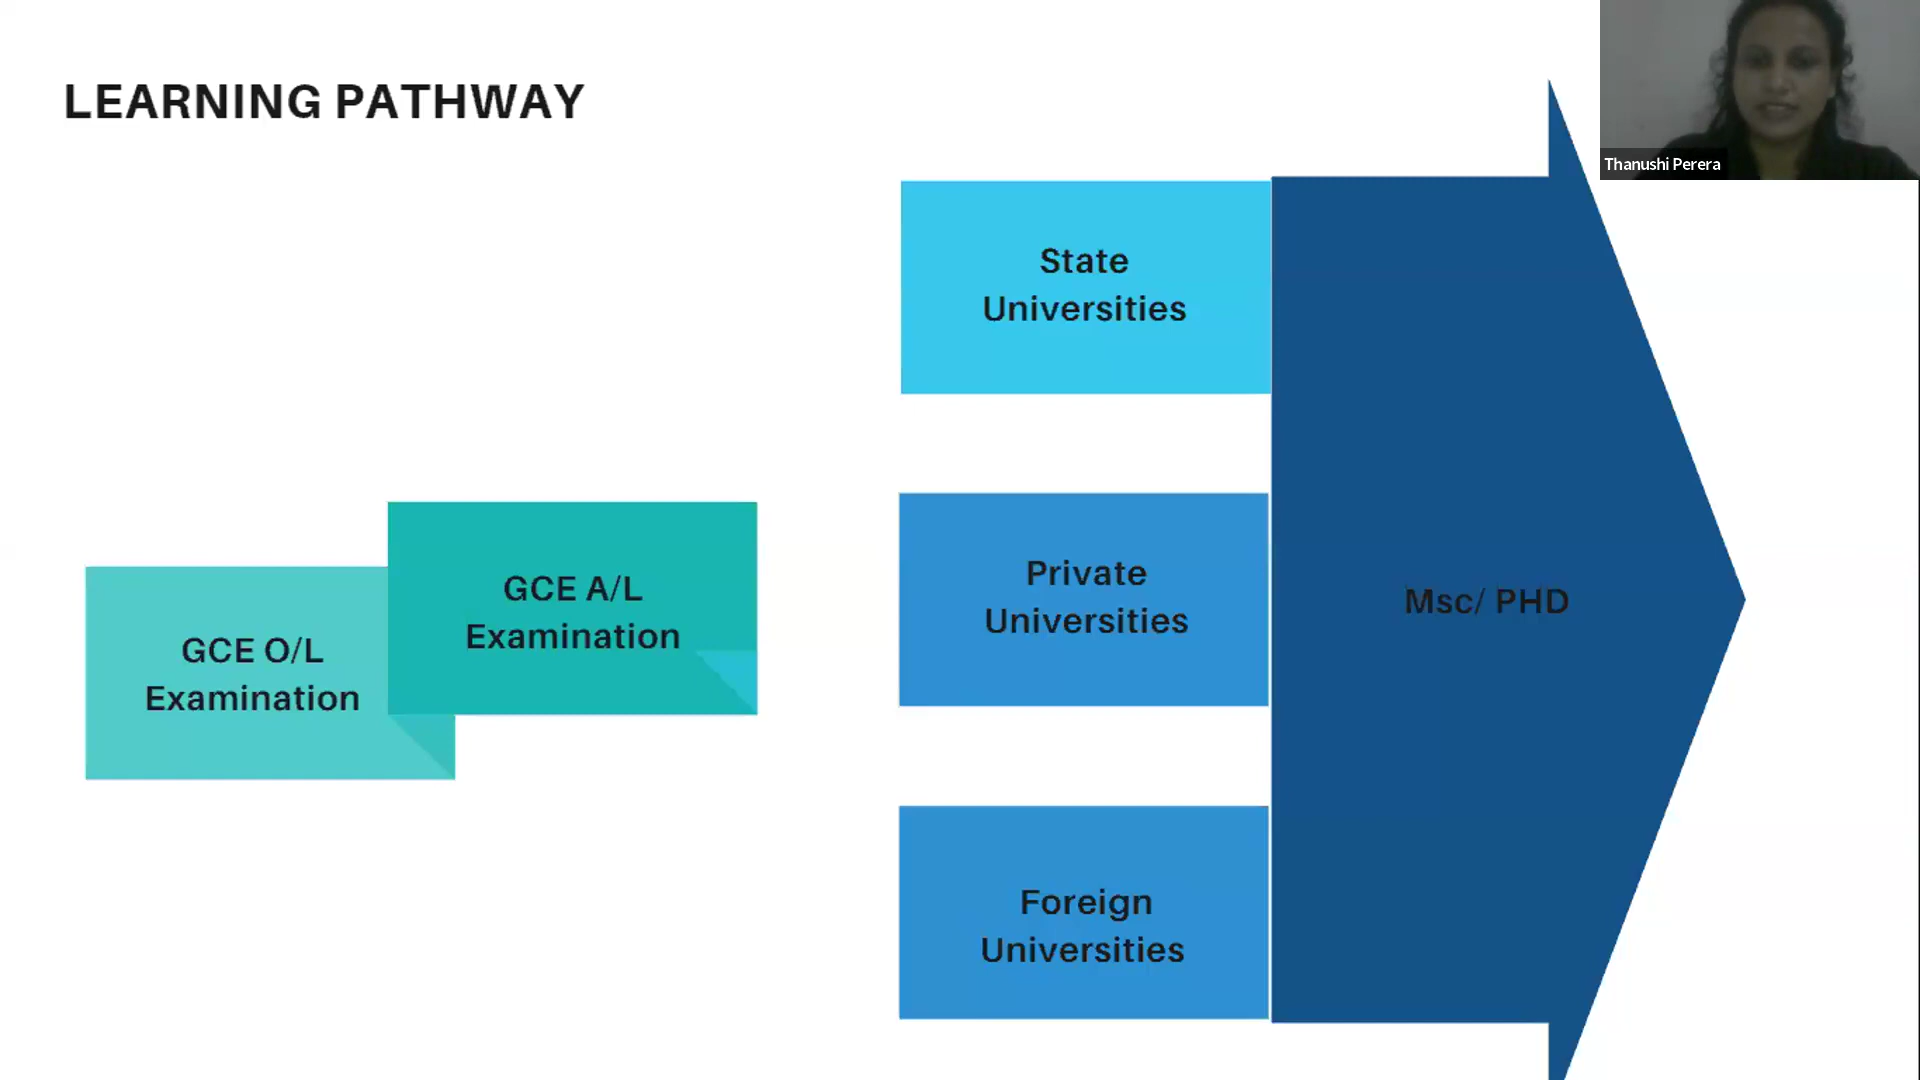 LEARNING PATHWAY
Thanushi Perera
State
Universities
GCE O/L
Examination
GCE A/L
Examination
Private
Universities
Msc/ PHD
Foreign
Universities